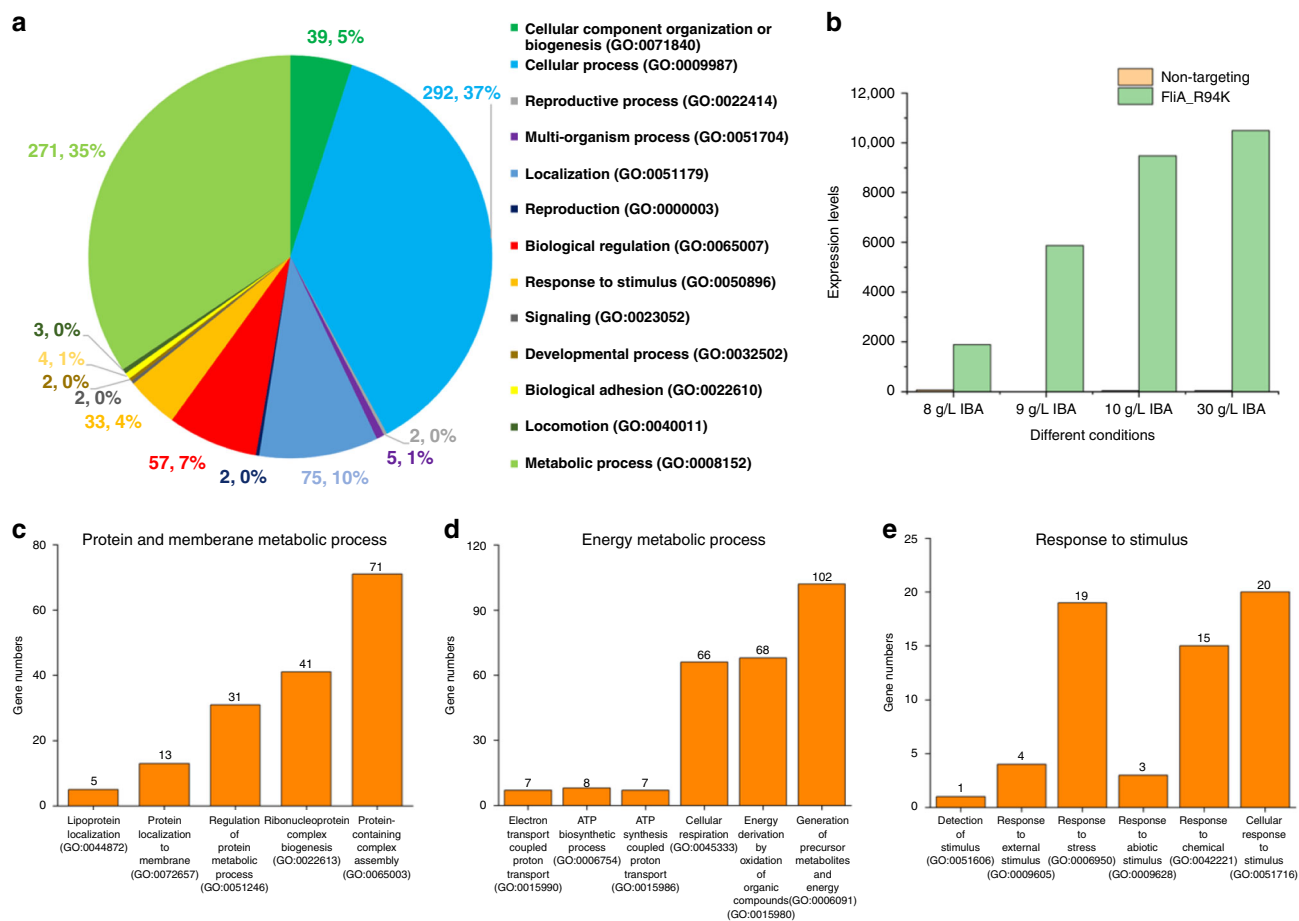 a
39, 5%
292, 37%
271, 35%
3, 0%
4, 1%
2, 0%
2, 0%
33, 4%
57, 7%
2, 0%
75, 10%
5, 1%
2, 0%
Cellular component organization or
biogenesis (GO:0071840)
Cellular process (GO:0009987)
Reproductive process (GO:0022414)
Multi-organism process (GO:0051704)
Localization (GO:0051179)
Reproduction (GO:0000003)
Biological regulation (GO:0065007)
Response to stimulus (GO:0050896)
Signaling (GO:0023052)
Developmental process (GO:0032502)
Biological adhesion (GO:0022610)
Locomotion (GO:0040011)
Metabolic process (GO:0008152)
b
Non-targeting
FliA_R94K
12,000
10,000
8000
6000
4000
2000
0
Expression levels
8 g/L IBA
9 g/L IBA
10 g/L IBA
30 g/L IBA
Different conditions
c
Protein and memberane metabolic process
80
60
40
20
0
Gene numbers
5
13
31
41
71
Lipoprotein
localization
(GO:0044872)
Protein
localization
to
membrane
(GO:0072657)
Regulation
of
protein
metabolic
process
(GO:0051246)
Ribonucleoprotein
complex
biogenesis
(GO:0022613)
Protein-
containing
complex
assembly
(GO:0065003)
d
Energy metabolic process
120
90
60
30
0
Gene numbers
7
8
7
66
68
102
Electron
transport
coupled
proton
transport
(GO:0015990)
ATP
biosynthetic
process
(GO:0006754)
ATP
synthesis
coupled
proton
transport
(GO:0015986)
Cellular
respiration
(GO:0045333)
Energy
derivation
by
oxidation
of
organic
compounds
(GO:0015980)
Generation
of
precursor
metabolites
and
energy
(GO:0006091)
e
Response to stimulus
25
20
15
10
5
0
Gene numbers
1
4
19
3
15
20
Detection
of
stimulus
(GO:0051606)
Response
to
external
stimulus
(GO:0009605)
Response
to
stress
(GO:0006950)
Response
to
abiotic
stimulus
(GO:0009628)
Response
to
chemical
(GO:0042221)
Cellular
response
to
stimulus
(GO:0051716)